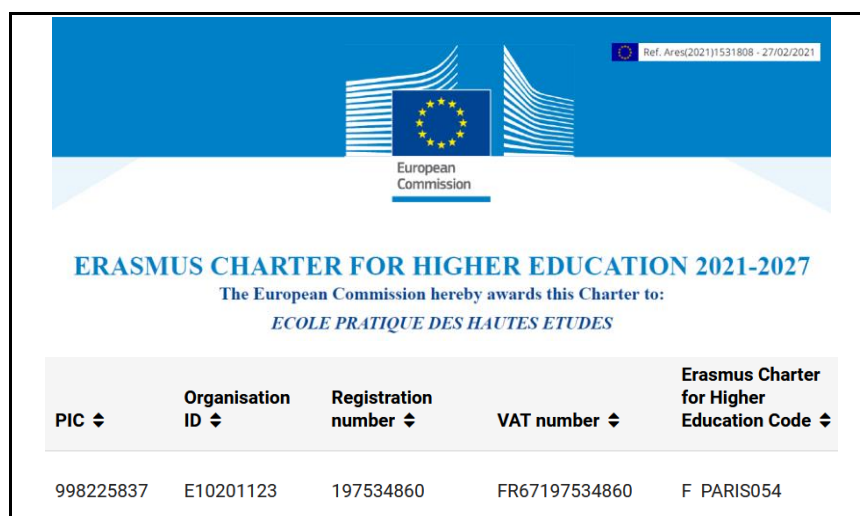 Ref. Ares(2021)1531808 - 27/02/2021
European
Commission
ERASMUS CHARTER FOR HIGHER EDUCATION 2021-2027
The European Commission hereby awards this Charter to:
ECOLE PRATIQUE DES HAUTES ETUDES
PIC Organisation ID Registration number VAT number Erasmus Charter for Higher Education Code
998225837 E10201123 197534860 FR67197534860 F PARIS054